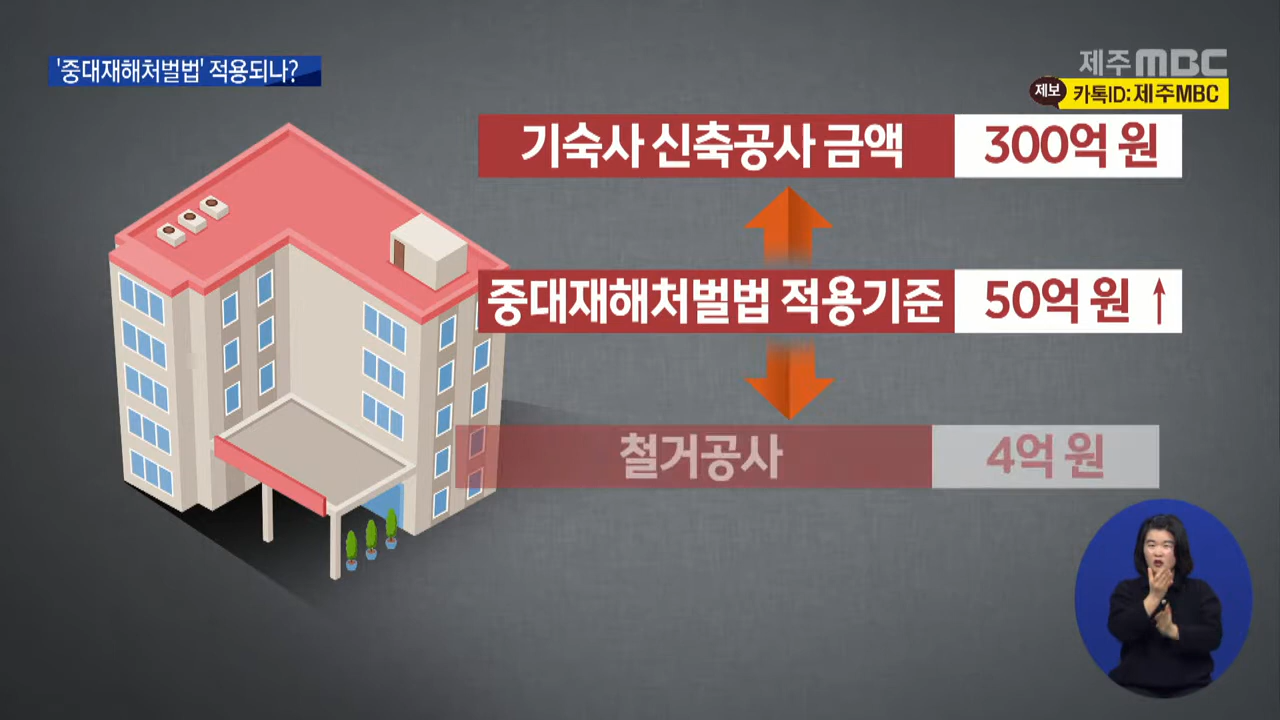 '중대재해처벌법' 적용되나?
제주MBC
제보 카톡ID:제주MBC
기숙사 신축공사 금액 300억 원
중대재해처벌법 적용기준 50억 원 ↑
철거공사 4억 원